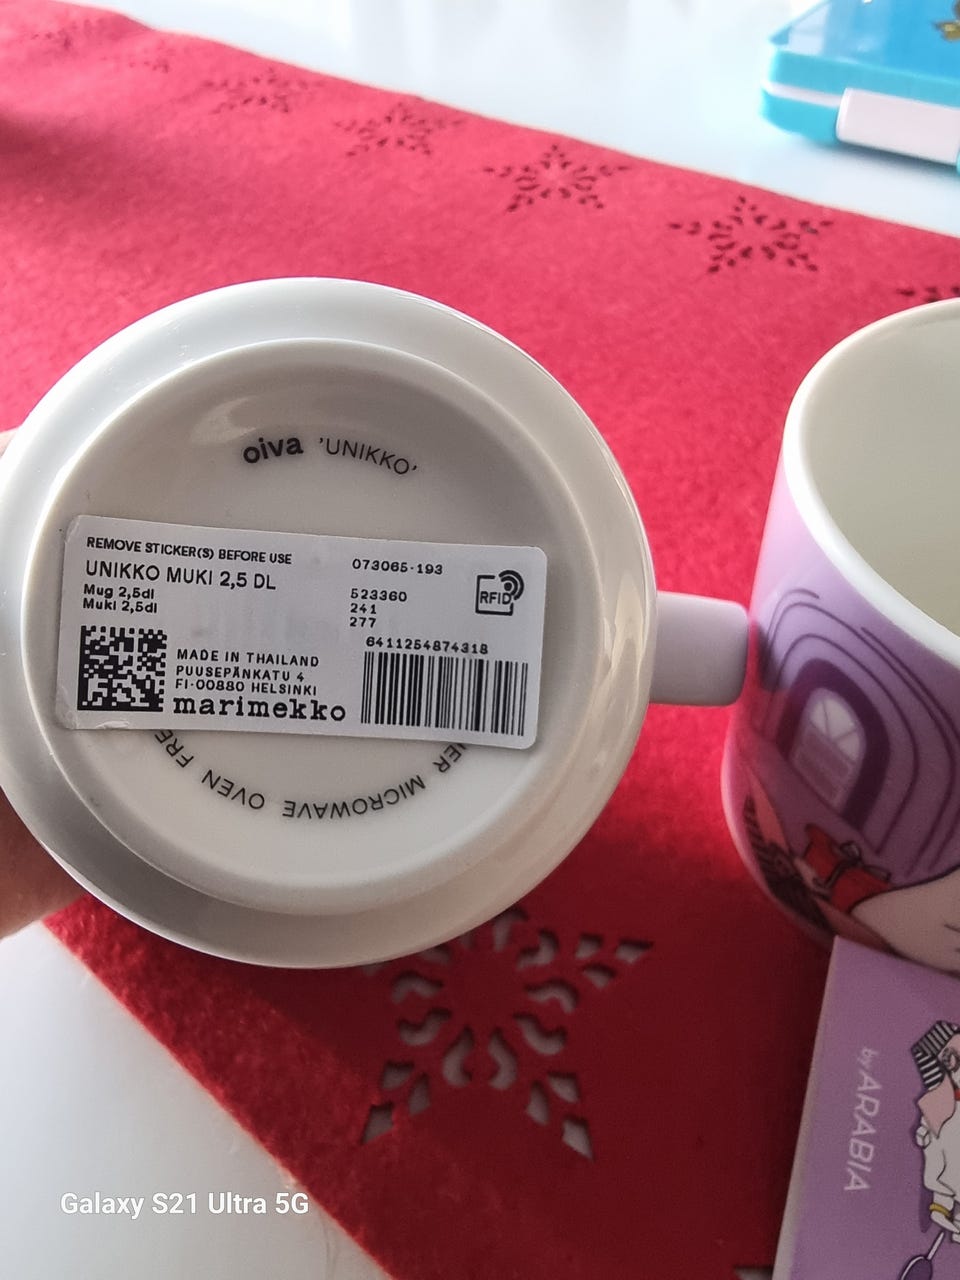 oiva 'UNIKKO'
REMOVE STICKER(S) BEFORE USE
UNIKKO MUKI 2,5 DL
Mug 2,5dl
Muki 2,5dl
073065-193
523360
241
277
RFID
6411254874318
MADE IN THAILAND
PUUSEPÄNKATU 4
FI-00880 HELSINKI
marimekko
MICROWAVE OVEN
by ARABIA
Galaxy S21 Ultra 5G